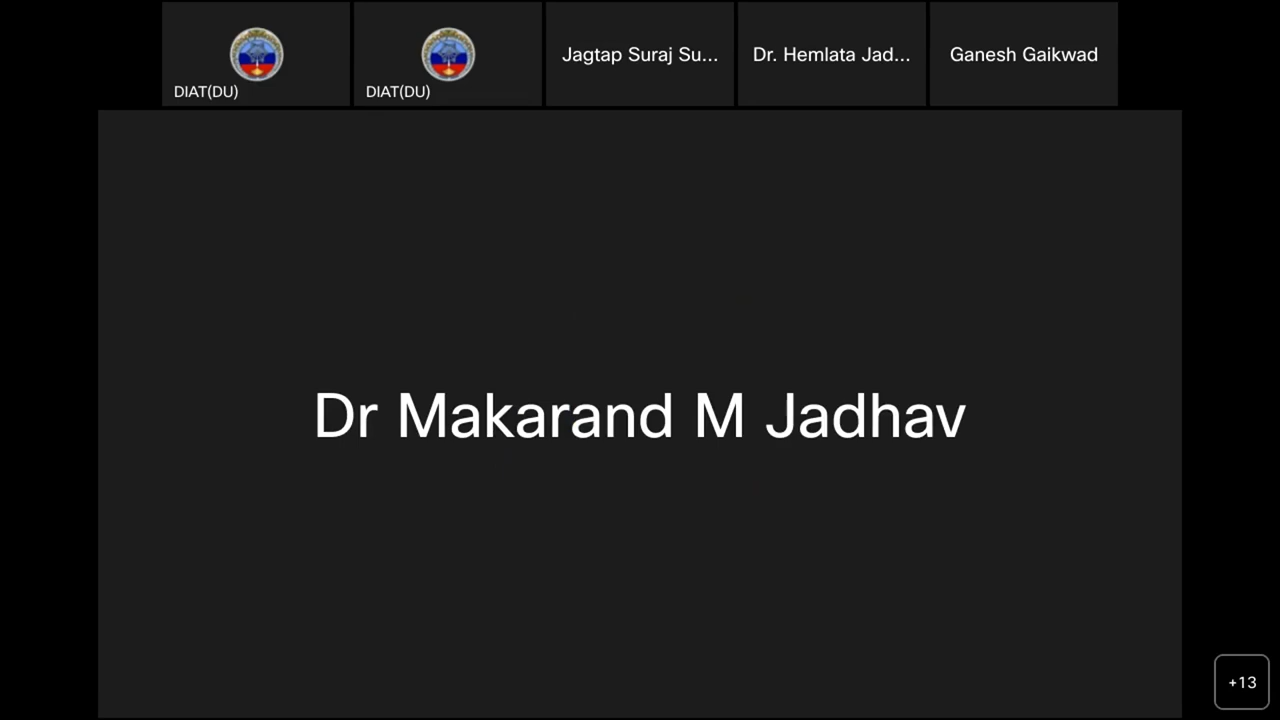 DIAT(DU)
DIAT(DU)
Jagtap Suraj Su...
Dr. Hemlata Jad...
Ganesh Gaikwad
Dr Makarand M Jadhav
+13